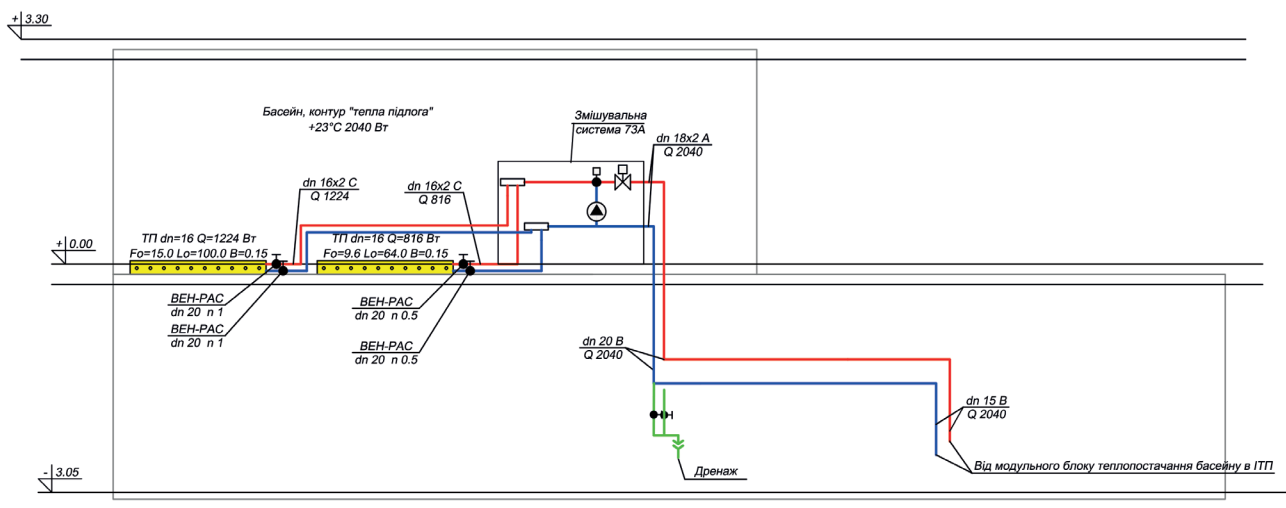 + 3.30
Басейн, контур "тепла підлога"
+23°C 2040 Вт
Змішувальна
система 73А
dn 18x2 A
Q 2040
dn 16x2 C
Q 1224
dn 16x2 C
Q 816
+ 0.00
ТП dn=16 Q=1224 Вт
Fo=15.0 Lo=100.0 B=0.15
ТП dn=16 Q=816 Вт
Fo=9.6 Lo=64.0 B=0.15
ВЕН-РАС
dn 20 n 1
ВЕН-РАС
dn 20 n 1
ВЕН-РАС
dn 20 n 0.5
ВЕН-РАС
dn 20 n 0.5
dn 20 B
Q 2040
dn 15 B
Q 2040
Дренаж
Від модульного блоку теплопостачання басейну в ІТП
- 3.05